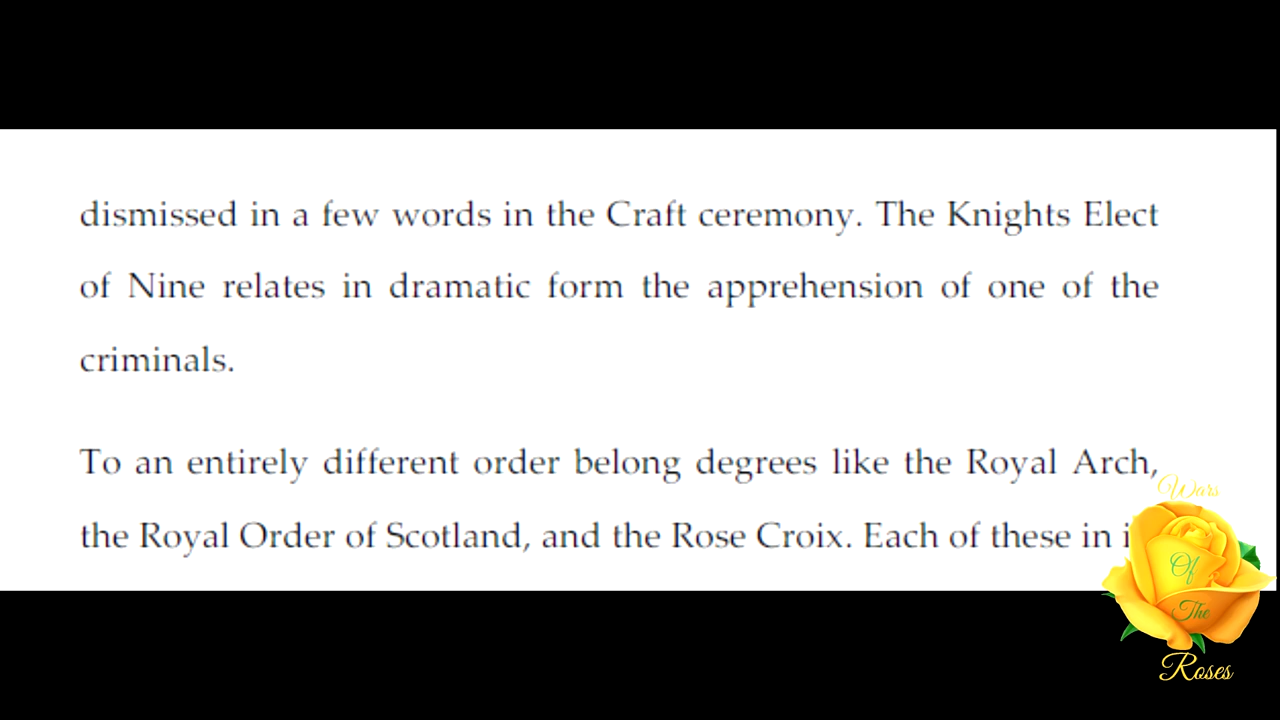 dismissed in a few words in the Craft ceremony. The Knights Elect
of Nine relates in dramatic form the apprehension of one of the
criminals.
To an entirely different order belong degrees like the Royal Arch,
the Royal Order of Scotland, and the Rose Croix. Each of these in
Wars
Of
The
Roses